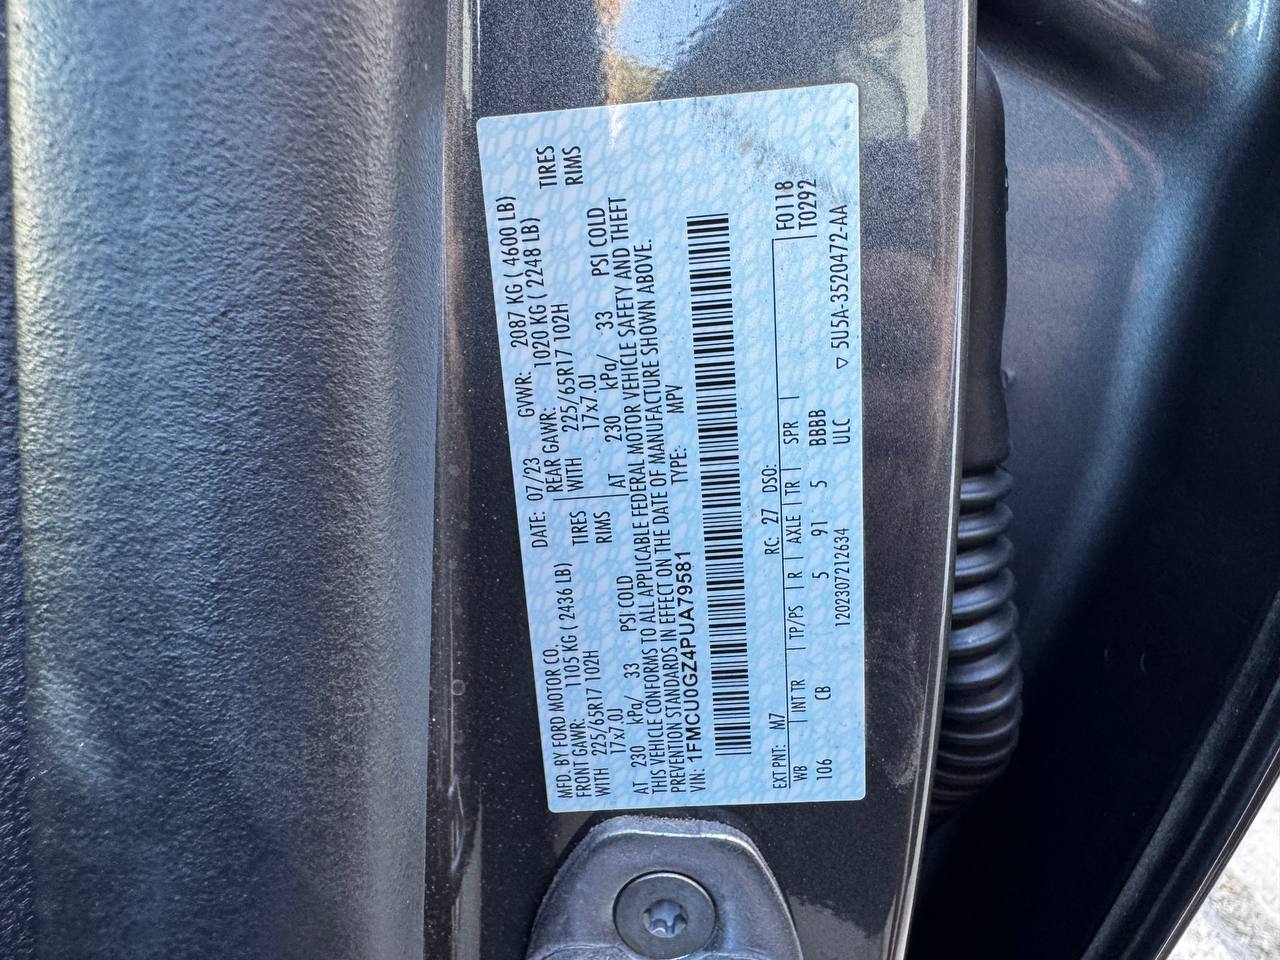 MFD. BY FORD MOTOR CO. DATE: 07/23 GVWR: 2087 KG ( 4600 LB)
FRONT GAWR: 1105 KG ( 2436 LB) REAR GAWR: 1020 KG ( 2248 LB)
WITH 225/65R17 102H TIRES WITH 225/65R17 102H TIRES
17x7.0J RIMS 17x7.0J RIMS
AT 230 kPa/ 33 PSI COLD AT 230 kPa/ 33 PSI COLD
THIS VEHICLE CONFORMS TO ALL APPLICABLE FEDERAL MOTOR VEHICLE SAFETY AND THEFT
PREVENTION STANDARDS IN EFFECT ON THE DATE OF MANUFACTURE SHOWN ABOVE.
VIN: 1FMCU0GZ4PUA79581 TYPE: MPV
EXT PNT: M7 RC: 27 DSO: F0118
WB INT TR TP/PS R AXLE TR SPR T0292
106 CB 5 91 5 BBBB
1202307212634 ULC ▽ 5U5A-3520472-AA